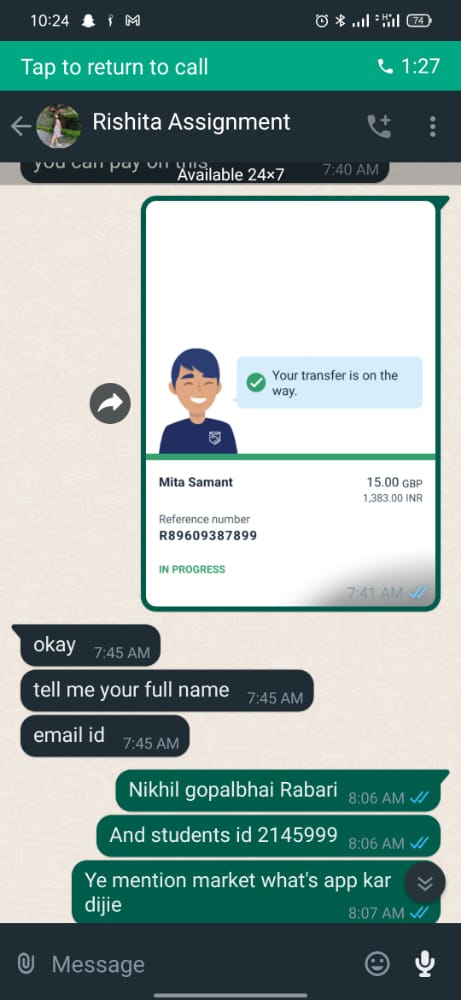 10:24
74
Tap to return to call
1:27
Rishita Assignment
you can pay on this
7:40 AM
Available 24×7
Your transfer is on the
way.
Mita Samant
15.00 GBP
1,383.00 INR
Reference number
R89609387899
IN PROGRESS
7:41 AM
okay
7:45 AM
tell me your full name
7:45 AM
email id
7:45 AM
Nikhil gopalbhai Rabari
8:06 AM
And students id 2145999
8:06 AM
Ye mention market what's app kar
dijie
8:07 AM
Message